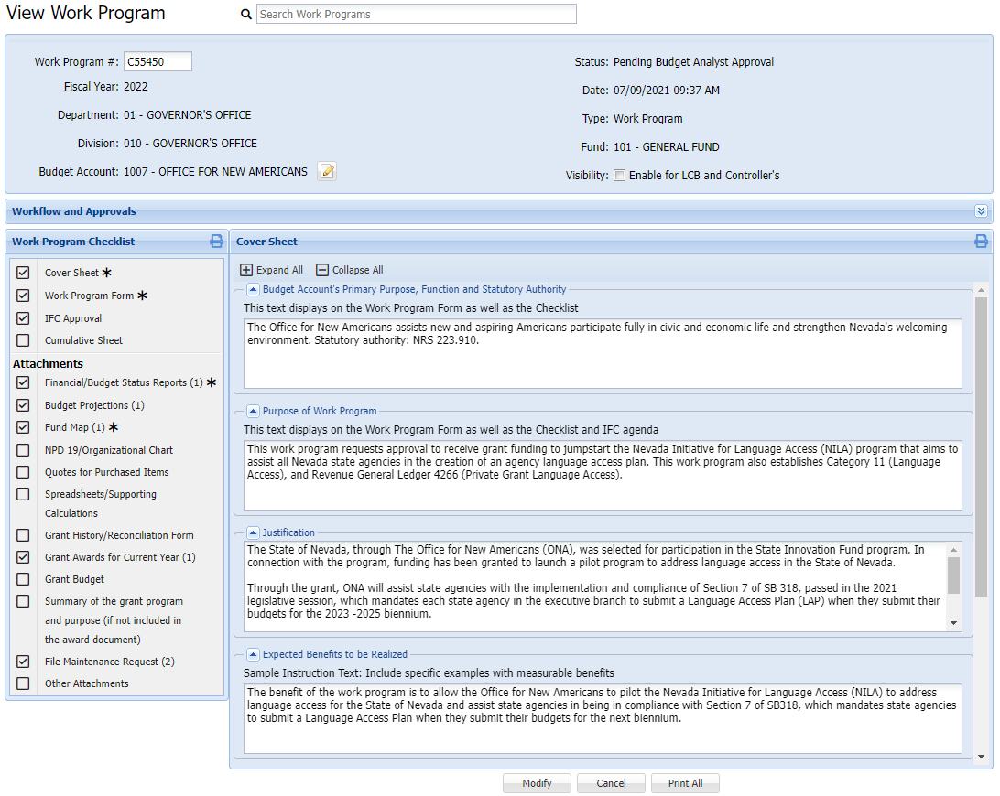 View Work Program
Search Work Programs
Work Program #: C55450
Fiscal Year: 2022
Department: 01 - GOVERNOR'S OFFICE
Division: 010 - GOVERNOR'S OFFICE
Budget Account: 1007 - OFFICE FOR NEW AMERICANS
Status: Pending Budget Analyst Approval
Date: 07/09/2021 09:37 AM
Type: Work Program
Fund: 101 - GENERAL FUND
Visibility: Enable for LCB and Controller's
Workflow and Approvals
Work Program Checklist
Cover Sheet *
Work Program Form *
IFC Approval
Cumulative Sheet
Attachments
Financial/Budget Status Reports (1) *
Budget Projections (1)
Fund Map (1) *
NPD 19/Organizational Chart
Quotes for Purchased Items
Spreadsheets/Supporting
Calculations
Grant History/Reconciliation Form
Grant Awards for Current Year (1)
Grant Budget
Summary of the grant program
and purpose (if not included in
the award document)
File Maintenance Request (2)
Other Attachments
Cover Sheet
Expand All Collapse All
Budget Account's Primary Purpose, Function and Statutory Authority
This text displays on the Work Program Form as well as the Checklist
The Office for New Americans assists new and aspiring Americans participate fully in civic and economic life and strengthen Nevada's welcoming
environment. Statutory authority: NRS 223.910.
Purpose of Work Program
This text displays on the Work Program Form as well as the Checklist and IFC agenda
This work program requests approval to receive grant funding to jumpstart the Nevada Initiative for Language Access (NILA) program that aims to
assist all Nevada state agencies in the creation of an agency language access plan. This work program also establishes Category 11 (Language
Access), and Revenue General Ledger 4266 (Private Grant Language Access).
Justification
The State of Nevada, through The Office for New Americans (ONA), was selected for participation in the State Innovation Fund program. In
connection with the program, funding has been granted to launch a pilot program to address language access in the State of Nevada.
Through the grant, ONA will assist state agencies with the implementation and compliance of Section 7 of SB 318, passed in the 2021
legislative session, which mandates each state agency in the executive branch to submit a Language Access Plan (LAP) when they submit their
budgets for the 2023 -2025 biennium.
Expected Benefits to be Realized
Sample Instruction Text: Include specific examples with measurable benefits
The benefit of the work program is to allow the Office for New Americans to pilot the Nevada Initiative for Language Access (NILA) to address
language access for the State of Nevada and assist state agencies in being in compliance with Section 7 of SB318, which mandates state agencies
to submit a Language Access Plan when they submit their budgets for the next biennium.
Modify Cancel Print All